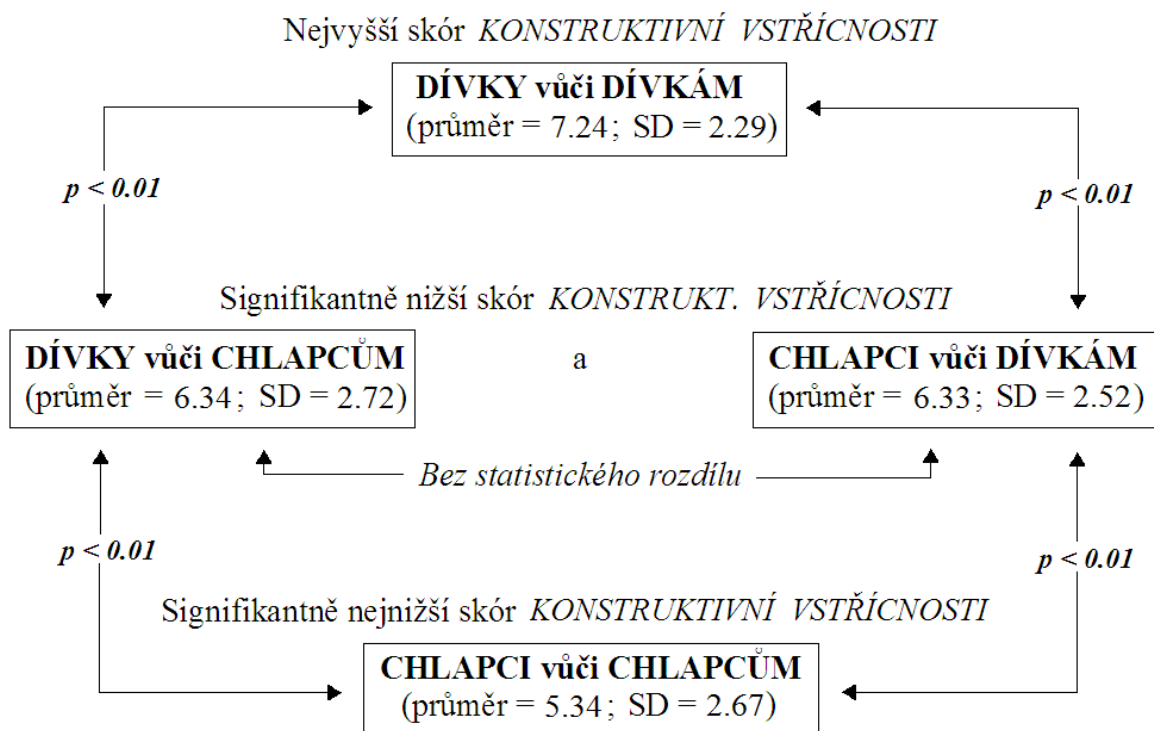 Nejvyšší skór KONSTRUKTIVNÍ VSTŘÍCNOSTI
DÍVKY vůči DÍVKÁM
(průměr = 7.24; SD = 2.29)
p < 0.01
p < 0.01
Signifikantně nižší skór KONSTRUKT. VSTŘÍCNOSTI
DÍVKY vůči CHLAPCŮM
(průměr = 6.34; SD = 2.72)
a
CHLAPCI vůči DÍVKÁM
(průměr = 6.33; SD = 2.52)
Bez statistického rozdílu
p < 0.01
p < 0.01
Signifikantně nejnižší skór KONSTRUKTIVNÍ VSTŘÍCNOSTI
CHLAPCI vůči CHLAPCŮM
(průměr = 5.34; SD = 2.67)